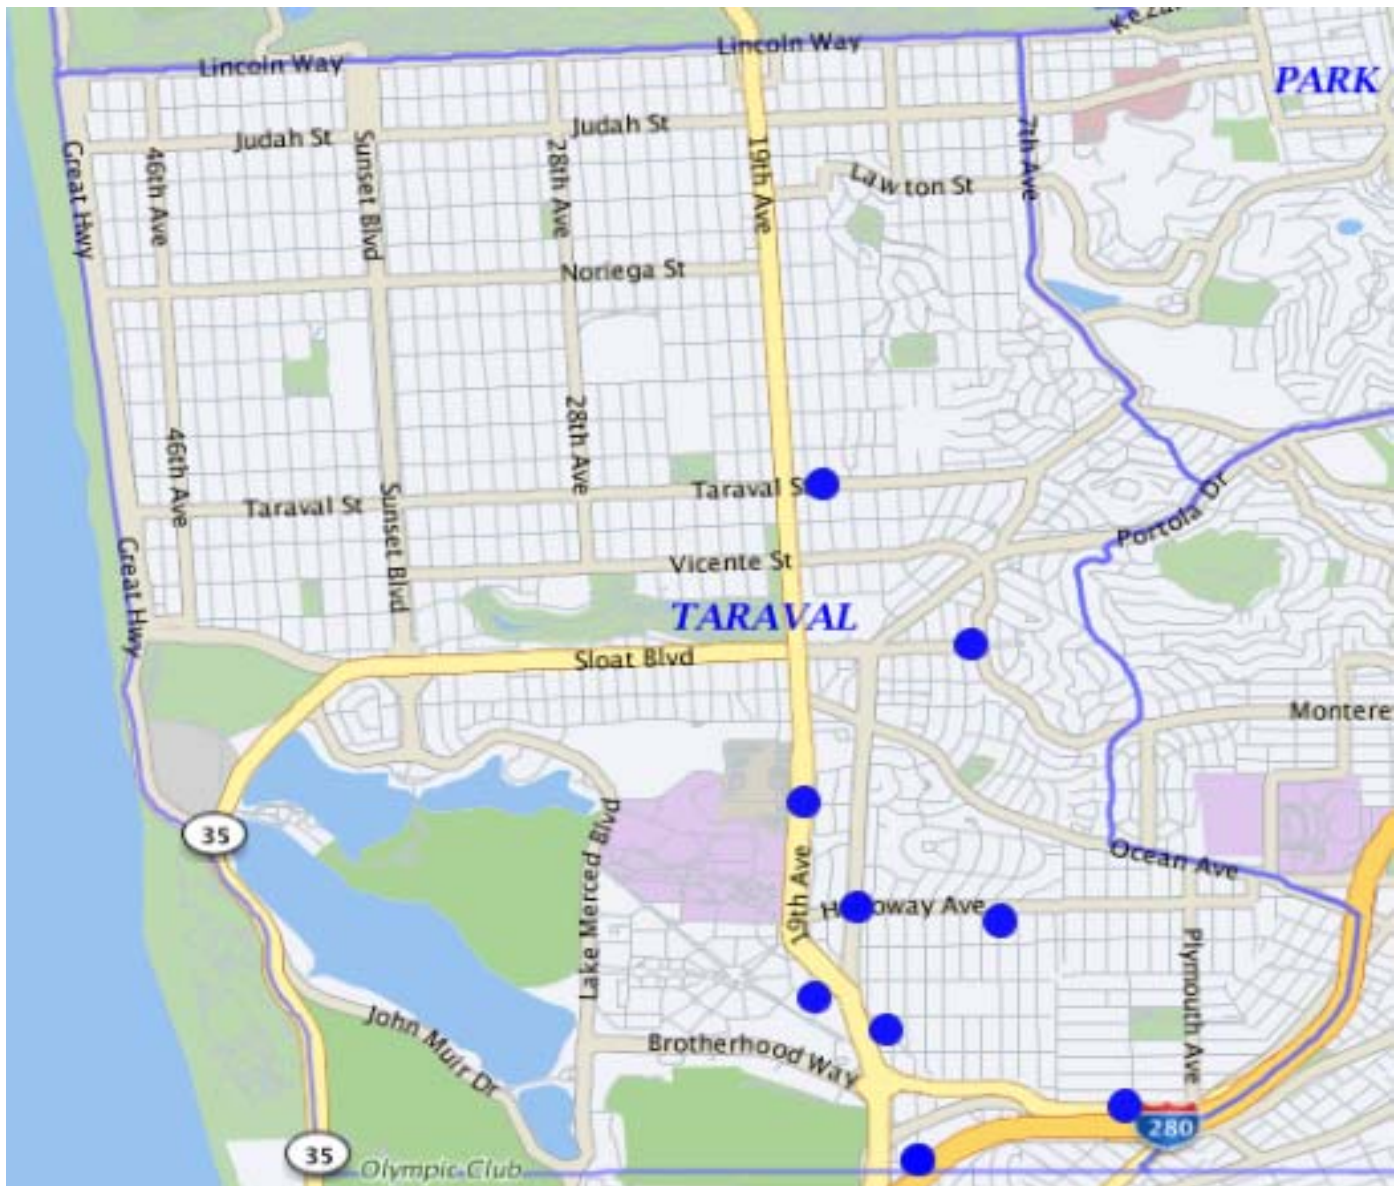 Kezar
Lincoln Way
Lincoln Way
PARK
Judah St
Judah St
Great Hwy
46th Ave
Sunset Blvd
28th Ave
19th Ave
7th Ave
Lawton St
Noriega St
46th Ave
28th Ave
Taraval St
Taraval S
Sunset Blvd
Portola Dr
Great Hwy
Vicente St
TARAVAL
Sloat Blvd
Montere
35
Lake Merced Blvd
19th Ave
Ocean Ave
Holloway Ave
Plymouth Ave
John Muir Dr
Brotherhood Way
280
35
Olympic Club